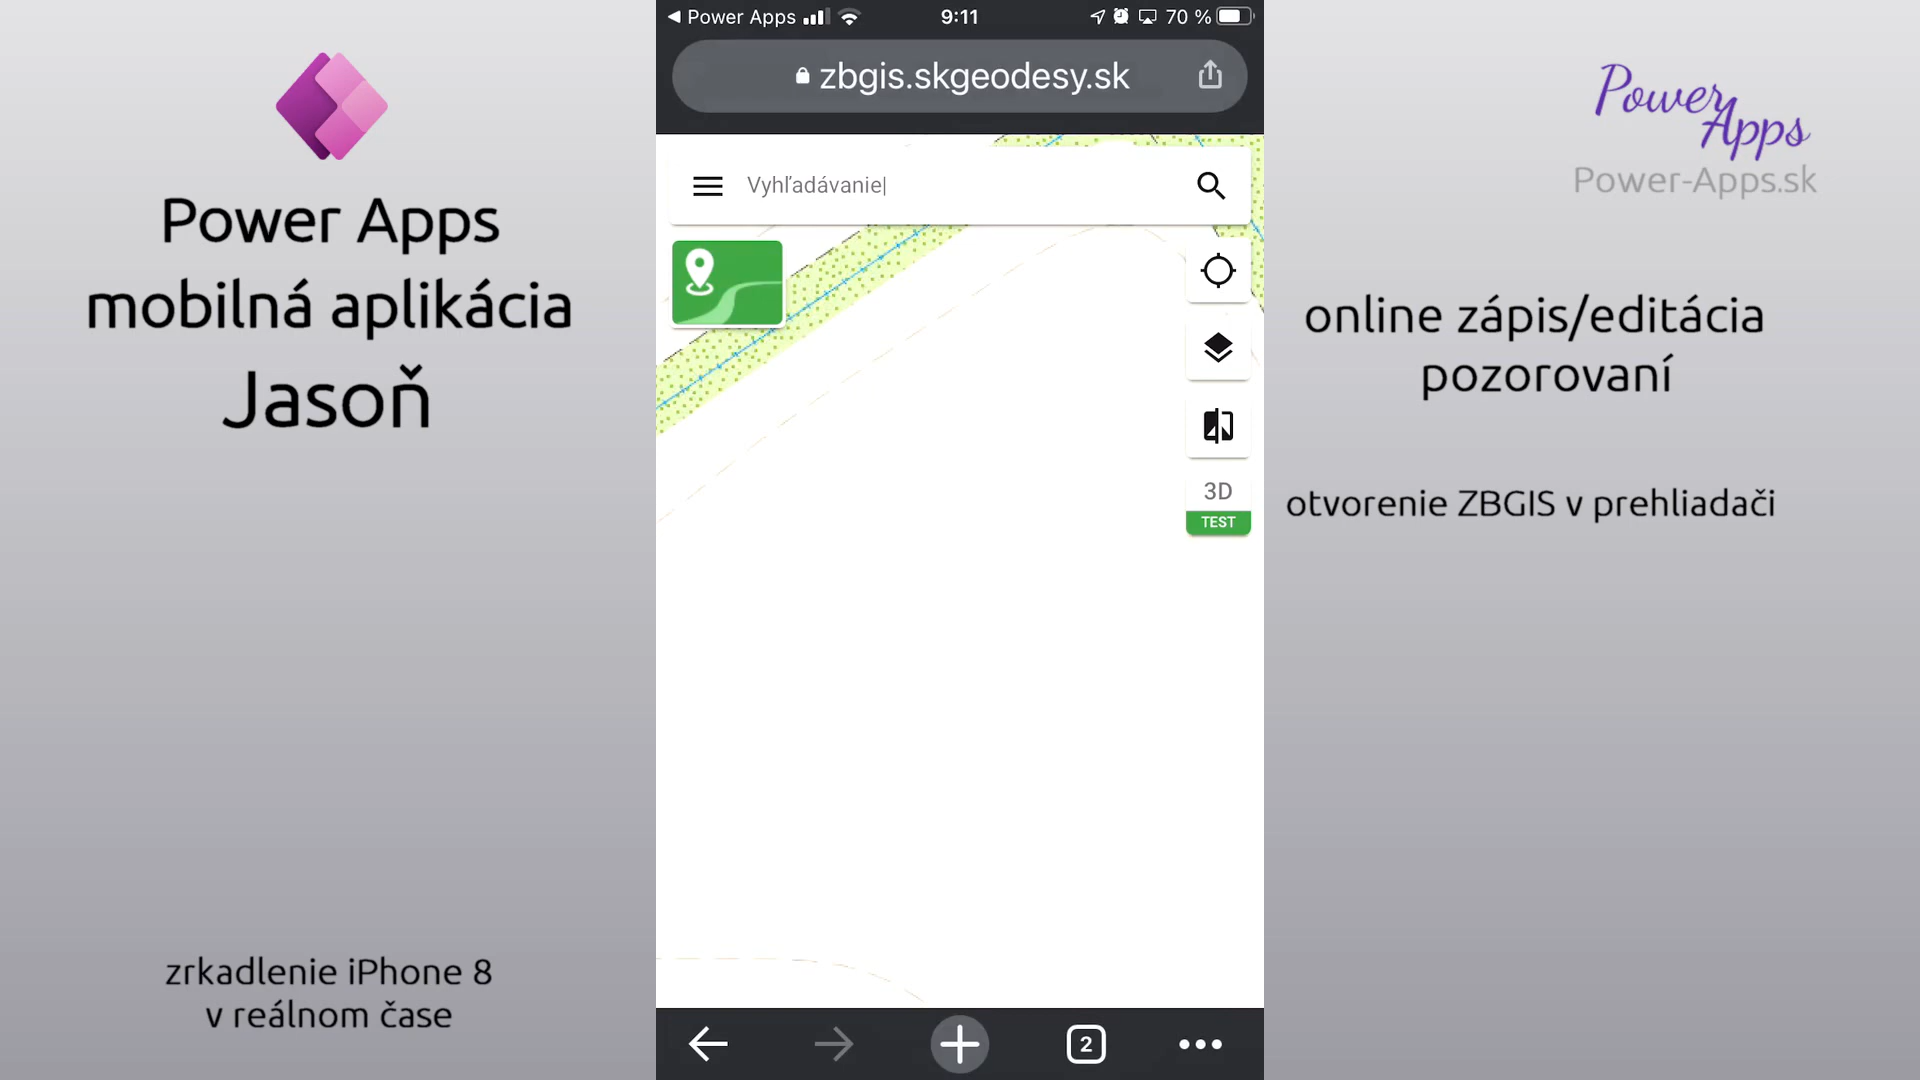 Power Apps
mobilná aplikácia
Jasoň
zrkadlenie iPhone 8
v reálnom čase
Power Apps
9:11
70 %
zbgis.skgeodesy.sk
Vyhľadávanie
3D
TEST
2
Power
Apps
Power-Apps.sk
online zápis/editácia
pozorovaní
otvorenie ZBGIS v prehliadači